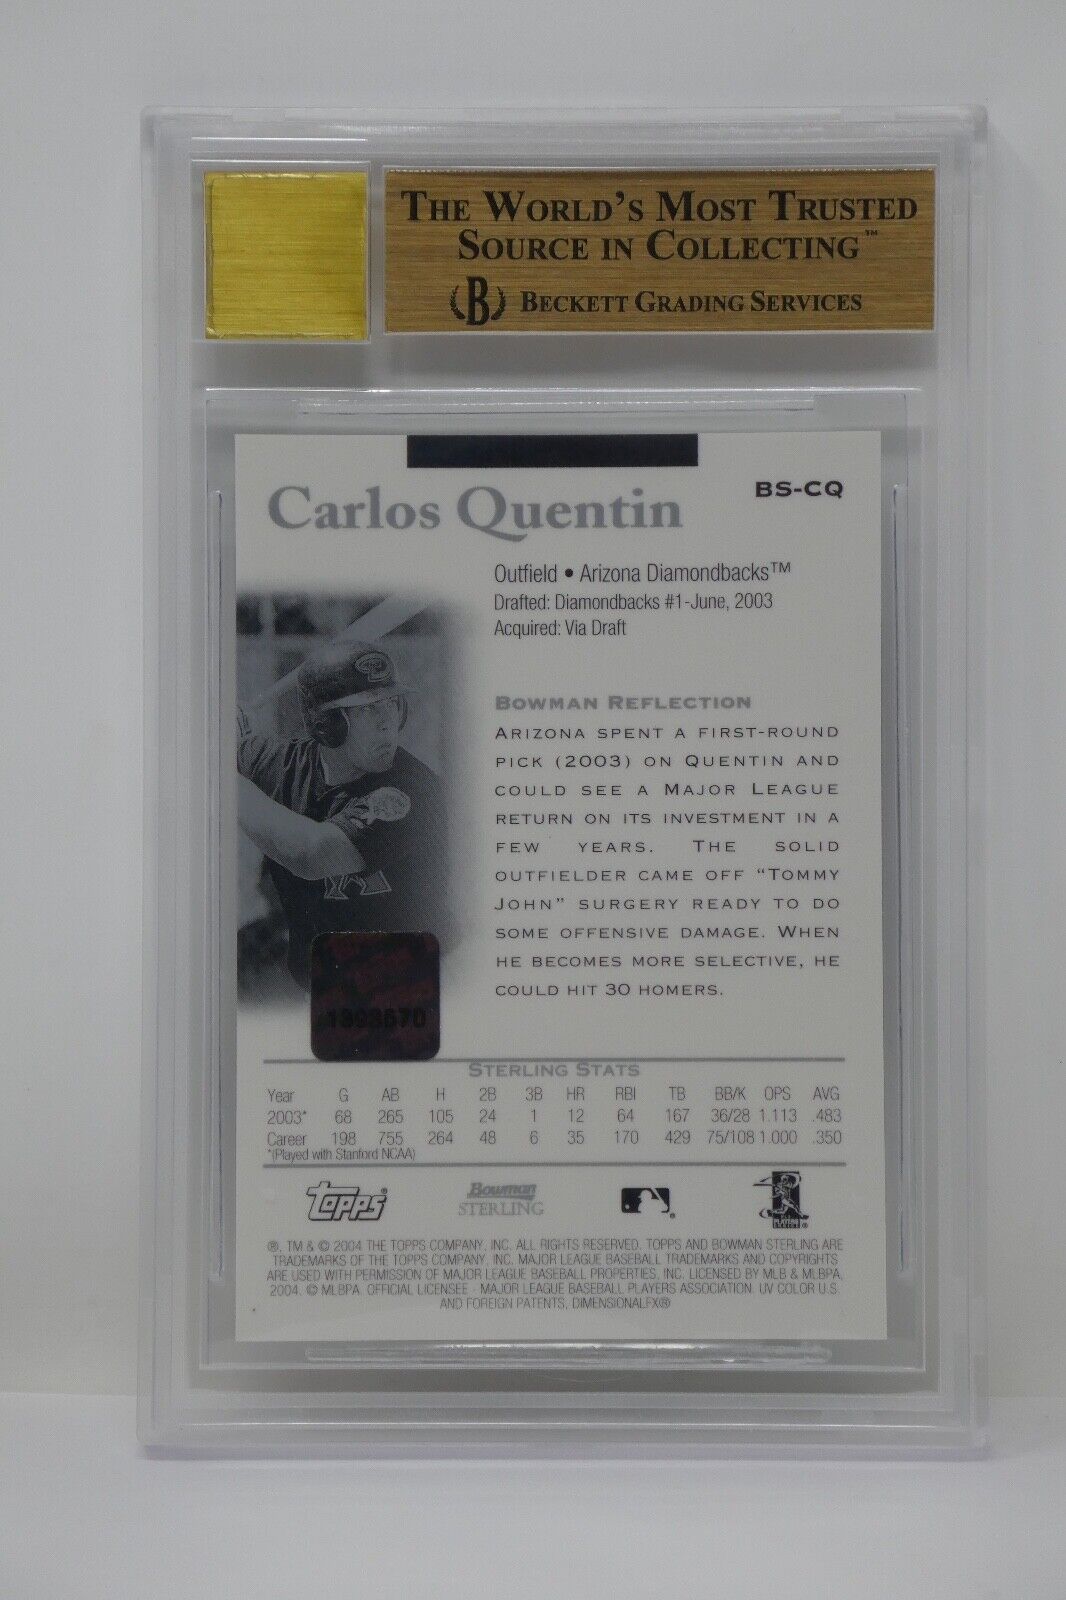 THE WORLD'S MOST TRUSTED
SOURCE IN COLLECTING™
B BECKETT GRADING SERVICES
BS-CQ
Carlos Quentin
Outfield • Arizona Diamondbacks™
Drafted: Diamondbacks #1-June, 2003
Acquired: Via Draft
BOWMAN REFLECTION
ARIZONA SPENT A FIRST-ROUND
PICK (2003) ON QUENTIN AND
COULD SEE A MAJOR LEAGUE
RETURN ON ITS INVESTMENT IN A
FEW YEARS. THE SOLID
OUTFIELDER CAME OFF "TOMMY
JOHN" SURGERY READY TO DO
SOME OFFENSIVE DAMAGE. WHEN
HE BECOMES MORE SELECTIVE, HE
COULD HIT 30 HOMERS.
STERLING STATS
Year G AB H 2B 3B HR RBI TB BB/K OPS AVG
2003* 68 265 105 24 1 12 64 167 36/28 1.113 .483
Career 198 755 264 48 6 35 170 429 75/108 1.000 .350
*(Played with Stanford NCAA)
Topps® Bowman STERLING
®, TM & © 2004 THE TOPPS COMPANY, INC. ALL RIGHTS RESERVED. TOPPS AND BOWMAN STERLING ARE
TRADEMARKS OF THE TOPPS COMPANY, INC. MAJOR LEAGUE BASEBALL TRADEMARKS AND COPYRIGHTS
ARE USED WITH PERMISSION OF MAJOR LEAGUE BASEBALL PROPERTIES, INC. LICENSED BY MLB & MLBPA,
2004. © MLBPA. OFFICIAL LICENSEE - MAJOR LEAGUE BASEBALL PLAYERS ASSOCIATION. UV COLOR U.S.
AND FOREIGN PATENTS, DIMENSIONALFX®